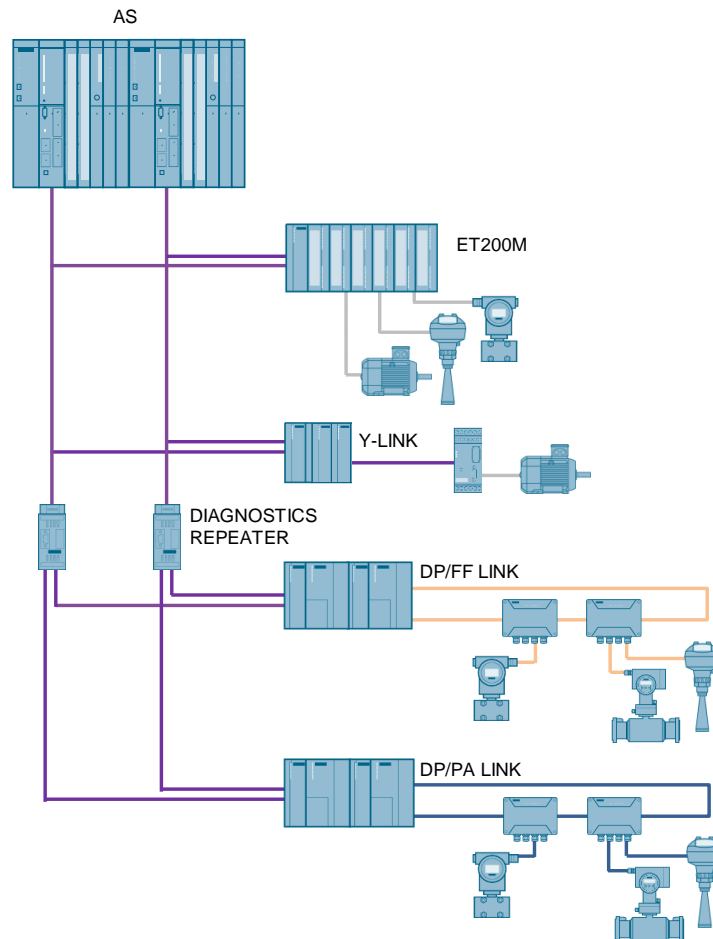 AS
ET200M
Y-LINK
DIAGNOSTICS
REPEATER
DP/FF LINK
DP/PA LINK